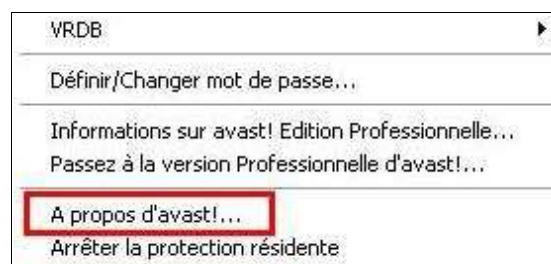 VRDB
Définir/Changer mot de passe...
Informations sur avast! Edition Professionnelle...
Passez à la version Professionnelle d'avast!...
A propos d'avast!...
Arrêter la protection résidente